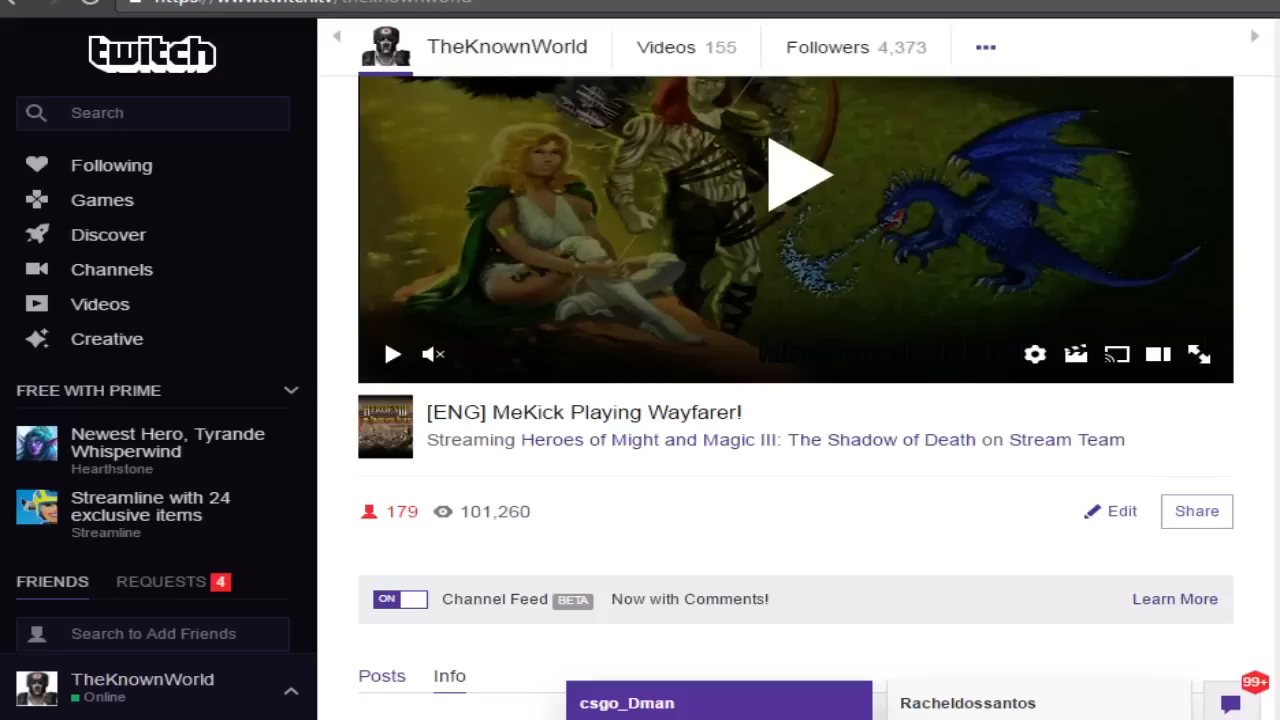 twitch
Search
Following
Games
Discover
Channels
Videos
Creative
FREE WITH PRIME
Newest Hero, Tyrande
Whisperwind
Hearthstone
Streamline with 24
exclusive items
Streamline
FRIENDS REQUESTS 4
Search to Add Friends
TheKnownWorld
Online
TheKnownWorld Videos 155 Followers 4,373
[ENG] MeKick Playing Wayfarer!
Streaming Heroes of Might and Magic III: The Shadow of Death on Stream Team
179 101,260 Edit Share
ON Channel Feed BETA Now with Comments! Learn More
Posts Info
csgo_Dman Racheldossantos 99+